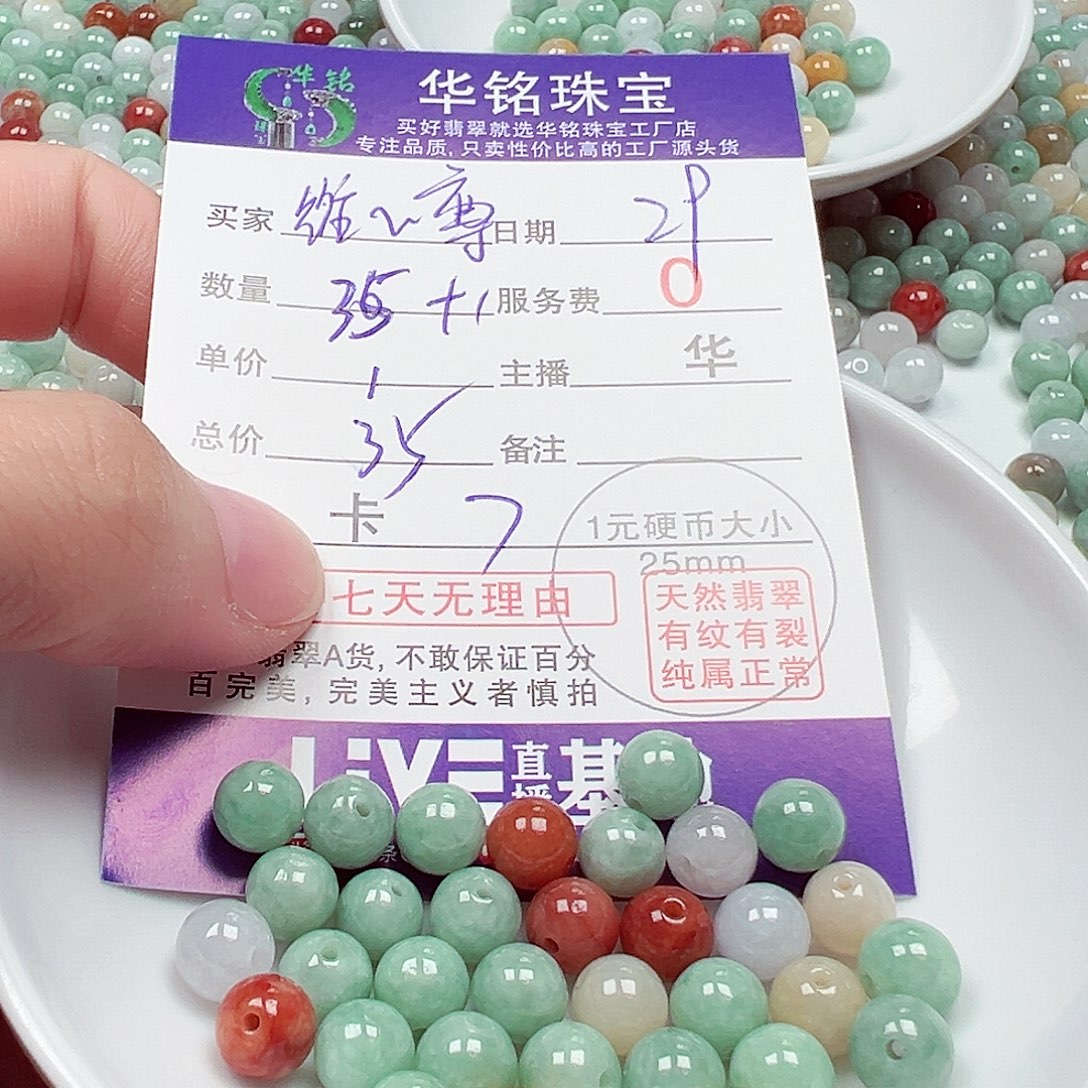 华铭
华铭珠宝
买好翡翠就选华铭珠宝工厂店
专注品质,只卖性价比高的工厂源头货
买家 日期 29
数量 35 +1 服务费 0
单价 1 主播 华
总价 35 备注
卡 7 1元硬币大小
25mm
七天无理由
天然翡翠
有纹有裂
纯属正常
翡翠A货,不敢保证百分
百完美,完美主义者慎拍
LiVE 直播 基